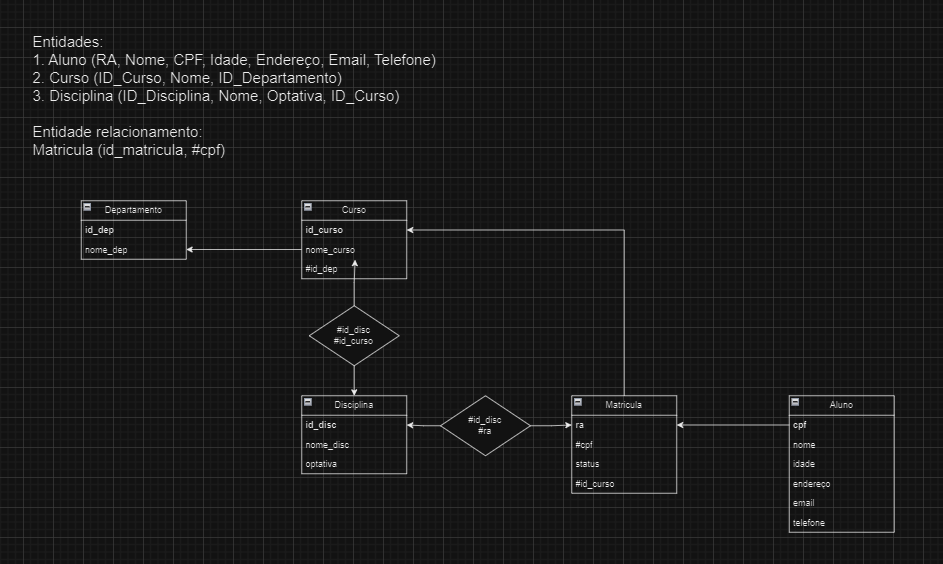 Entidades:
1. Aluno (RA, Nome, CPF, Idade, Endereço, Email, Telefone)
2. Curso (ID_Curso, Nome, ID_Departamento)
3. Disciplina (ID_Disciplina, Nome, Optativa, ID_Curso)
Entidade relacionamento:
Matricula (id_matricula, #cpf)
Departamento
id_dep
nome_dep
Curso
id_curso
nome_curso
#id_dep
#id_disc
#id_curso
Disciplina
id_disc
nome_disc
optativa
#id_disc
#ra
Matricula
ra
#cpf
status
#id_curso
Aluno
cpf
nome
idade
endereço
email
telefone